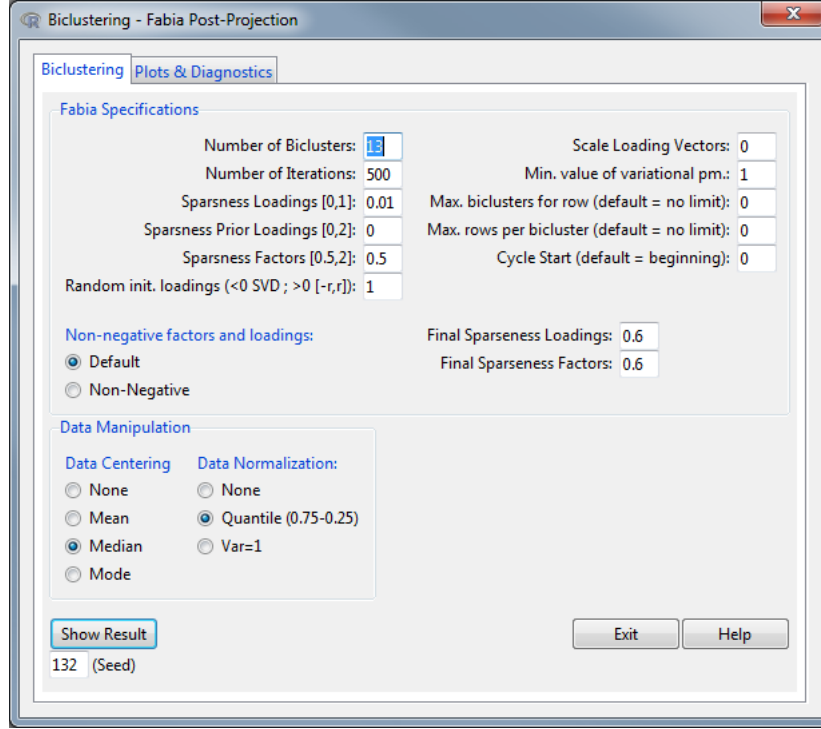 Biclustering - Fabia Post-Projection
Biclustering Plots & Diagnostics
Fabia Specifications
Number of Biclusters: 13 Scale Loading Vectors: 0
Number of Iterations: 500 Min. value of variational pm.: 1
Sparsness Loadings [0,1]: 0.01 Max. biclusters for row (default = no limit): 0
Sparsness Prior Loadings [0,2]: 0 Max. rows per bicluster (default = no limit): 0
Sparsness Factors [0.5,2]: 0.5 Cycle Start (default = beginning): 0
Random init. loadings (<0 SVD ; >0 [-r,r]): 1
Non-negative factors and loadings: Final Sparseness Loadings: 0.6
Default Final Sparseness Factors: 0.6
Non-Negative
Data Manipulation
Data Centering Data Normalization:
None None
Mean Quantile (0.75-0.25)
Median Var=1
Mode
Show Result Exit Help
132 (Seed)